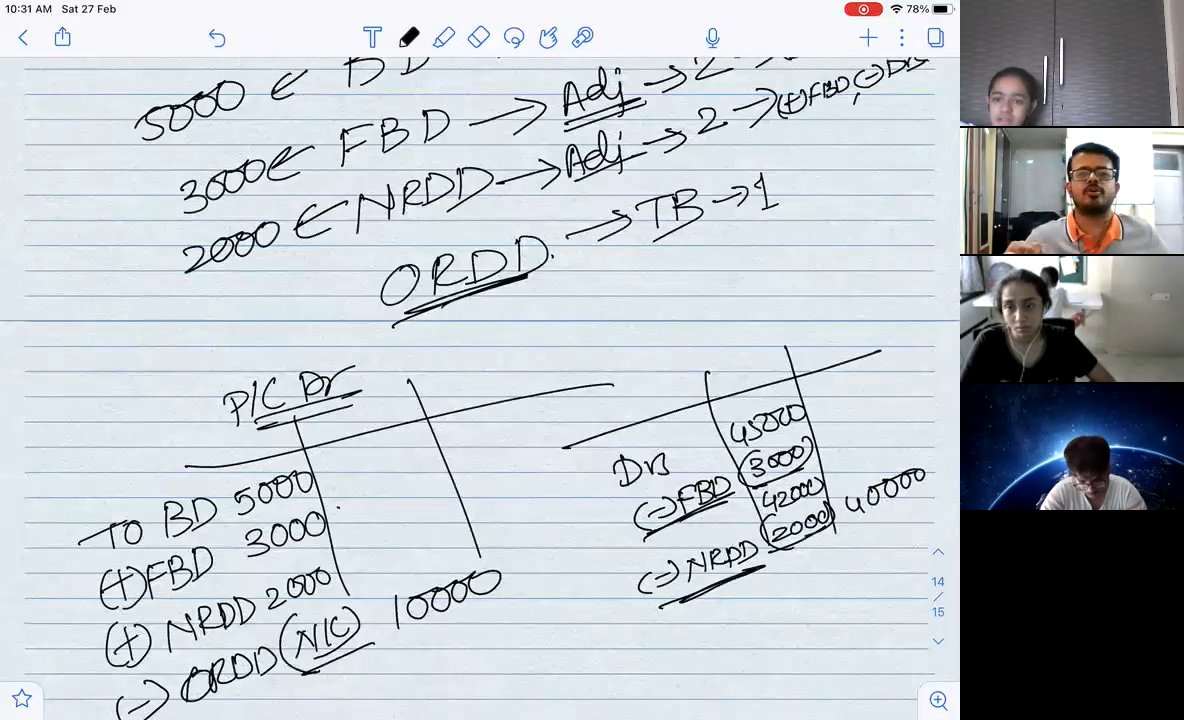 10:31 AM Sat 27 Feb
78%
5000 ← BD
3000 ← FBD → Adj → 2 → (+) FBD (-) DB
2000 ← NRDD → Adj → 2
ORDD → TB → 1
P/C Dr
To BD 5000
(+) FBD 3000
(+) NRDD 2000 10000
(-) ORDD (N/C)
45000
DB
(-) FBD 3000
42000
(-) NRDD 2000 40000
14
/
15